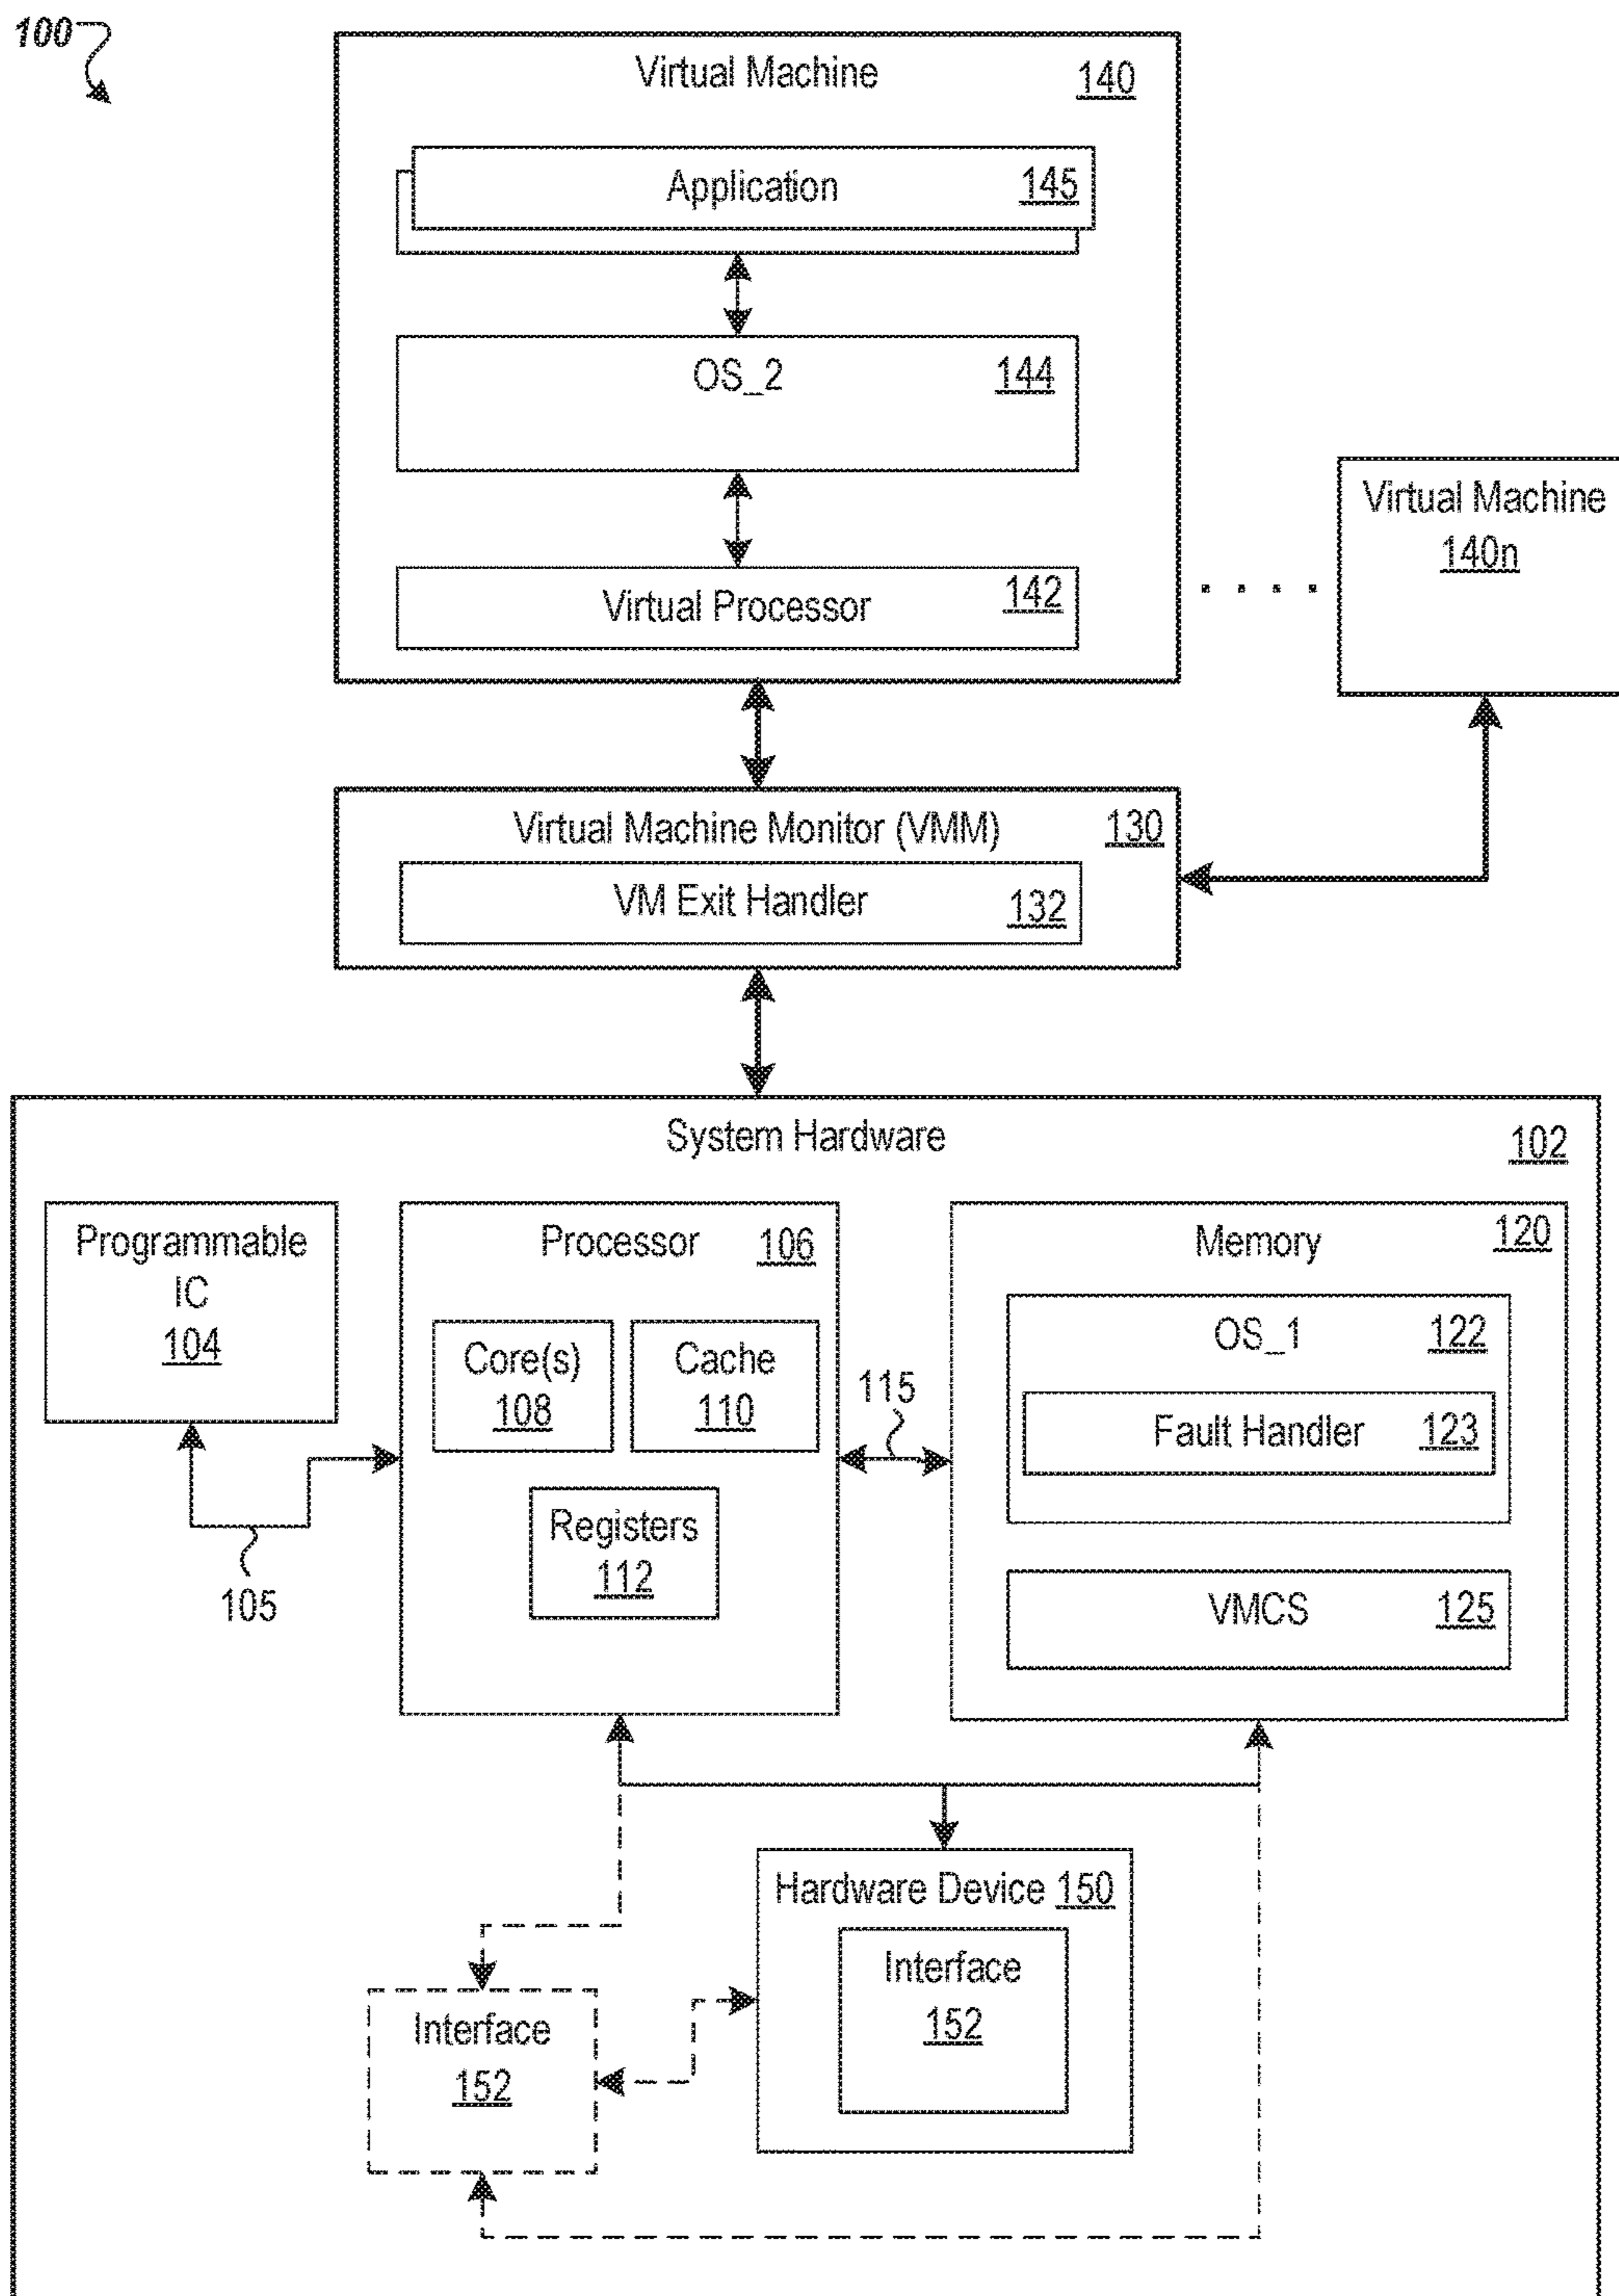 100
Virtual Machine 140
Application 145
OS_2 144
Virtual Processor 142
Virtual Machine
140n
Virtual Machine Monitor (VMM) 130
VM Exit Handler 132
System Hardware 102
Programmable
IC
104
105
Processor 106
Core(s)
108
Cache
110
Registers
112
115
Memory 120
OS_1 122
Fault Handler 123
VMCS 125
Hardware Device 150
Interface
152
Interface
152